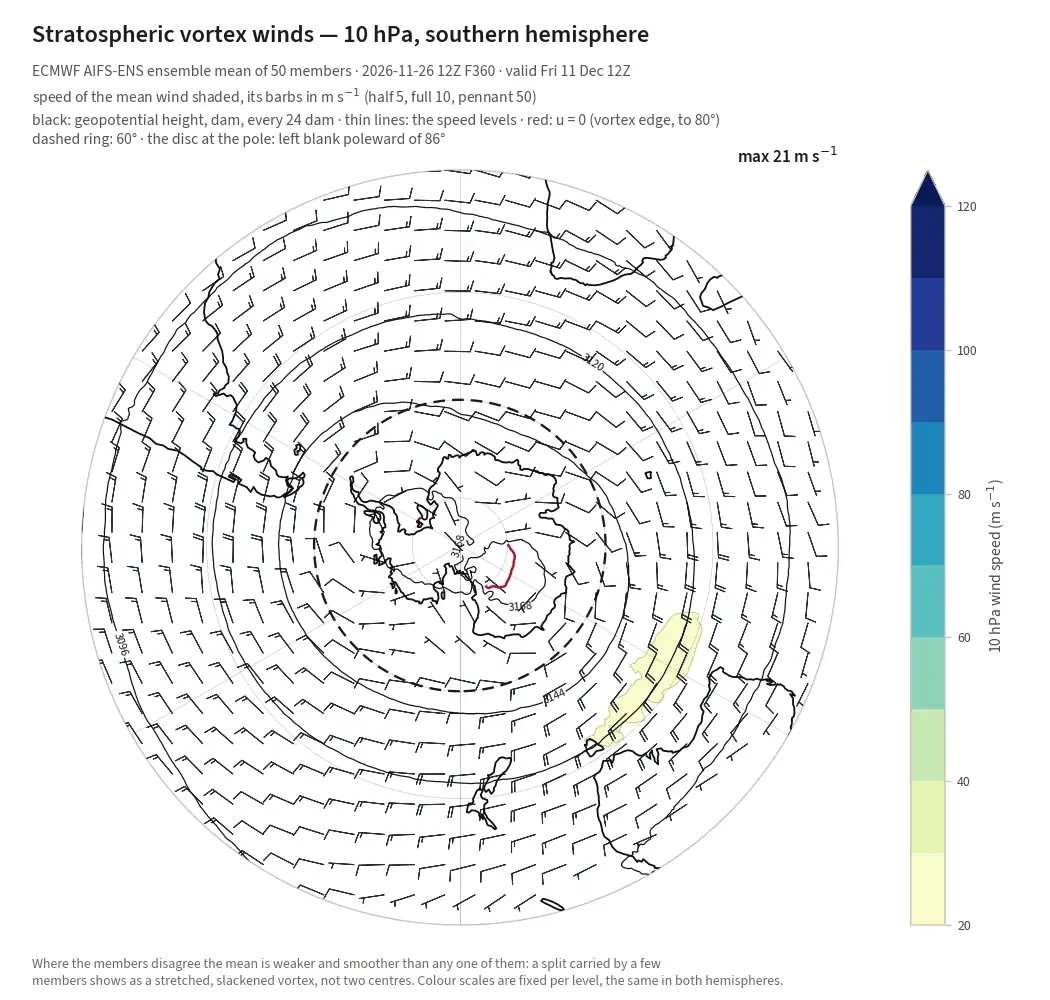 Stratospheric vortex winds — 10 hPa, southern hemisphere
ECMWF AIFS-ENS ensemble mean of 50 members · 2026-11-26 12Z F360 · valid Fri 11 Dec 12Z
speed of the mean wind shaded, its barbs in m s⁻¹ (half 5, full 10, pennant 50)
black: geopotential height, dam, every 24 dam · thin lines: the speed levels · red: u = 0 (vortex edge, to 80°)
dashed ring: 60° · the disc at the pole: left blank poleward of 86°
max 21 m s⁻¹
120
100
80
60
40
20
10 hPa wind speed (m s⁻¹)
3120
3168
3168
3144
3096
Where the members disagree the mean is weaker and smoother than any one of them: a split carried by a few
members shows as a stretched, slackened vortex, not two centres. Colour scales are fixed per level, the same in both hemispheres.